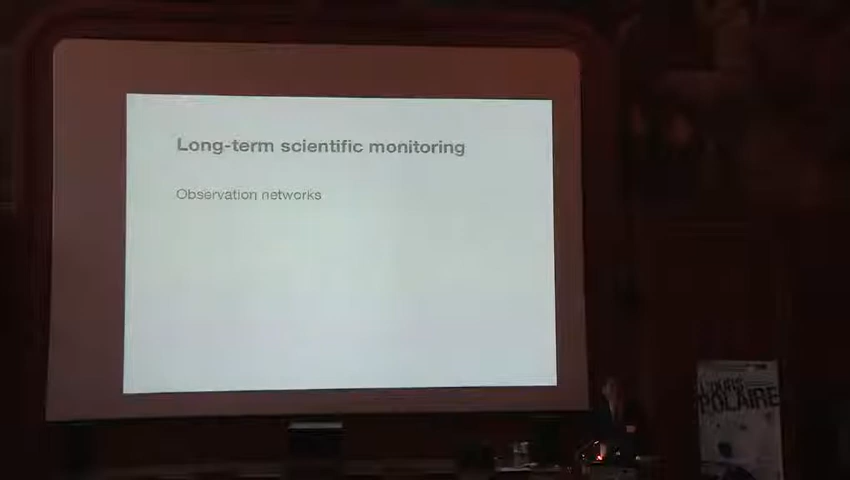 Long-term scientific monitoring
Observation networks
L'OURS
POLAIRE